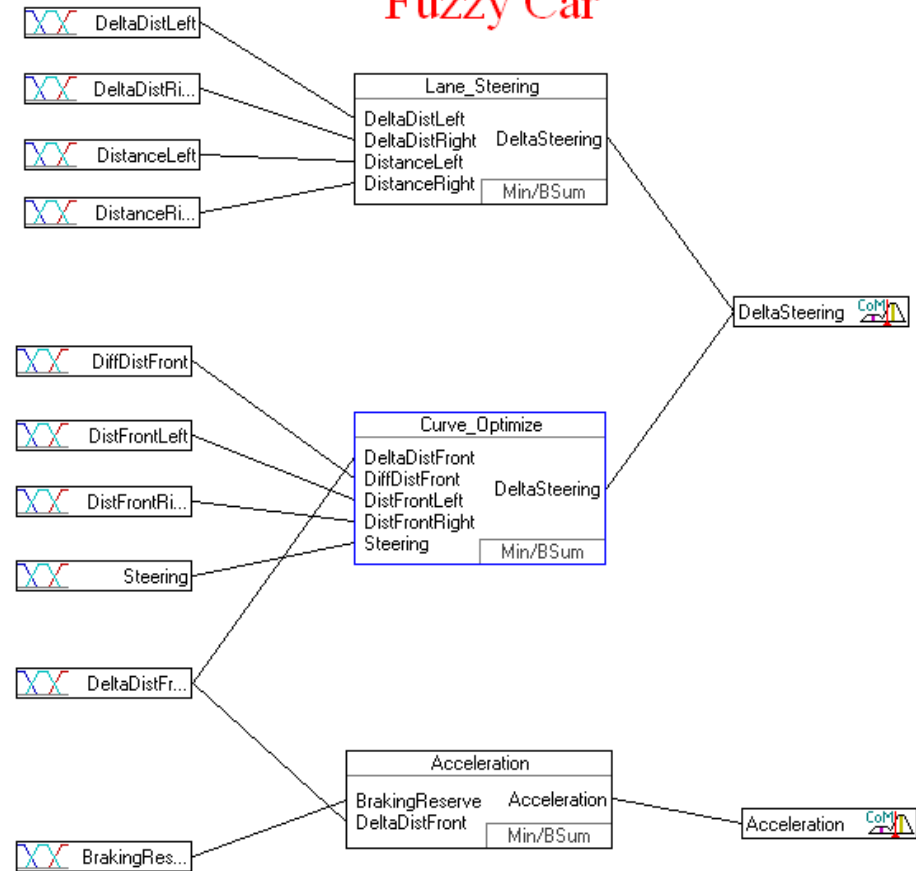 Fuzzy Car
DeltaDistLeft
DeltaDistRi...
DistanceLeft
DistanceRi...
Lane_Steering
DeltaDistLeft
DeltaDistRight
DistanceLeft
DistanceRight
DeltaSteering
Min/BSum
DeltaSteering
CoM
DiffDistFront
DistFrontLeft
DistFrontRi...
Steering
DeltaDistFr...
Curve_Optimize
DeltaDistFront
DiffDistFront
DistFrontLeft
DistFrontRight
Steering
DeltaSteering
Min/BSum
BrakingRes...
Acceleration
BrakingReserve
DeltaDistFront
Acceleration
Min/BSum
Acceleration
CoM